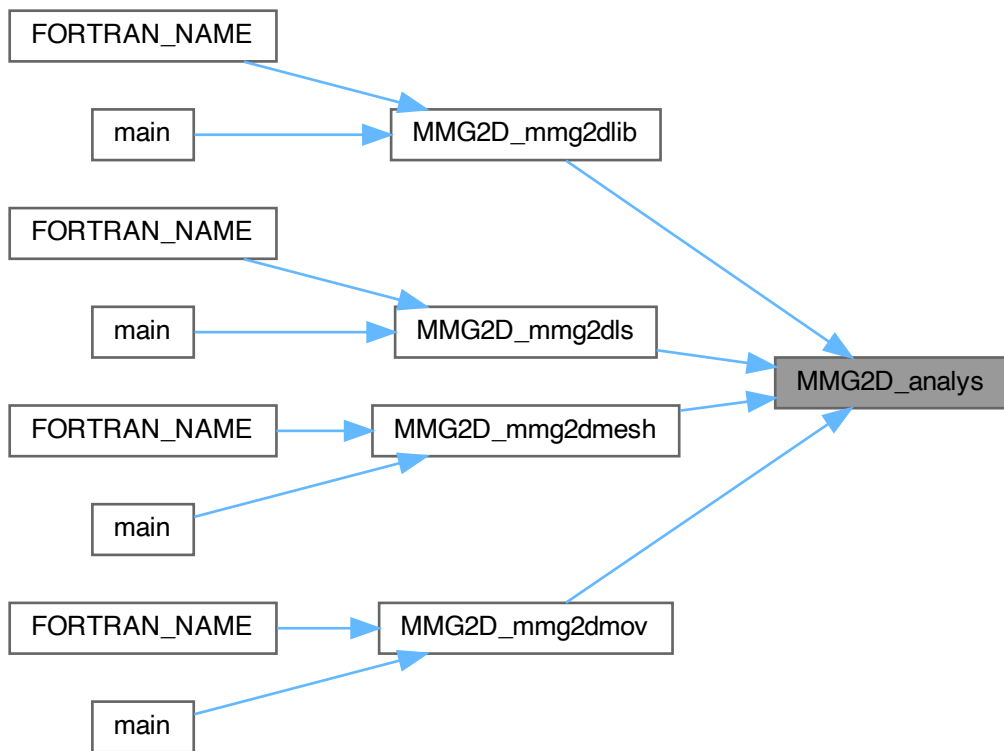 FORTRAN_NAME
main
MMG2D_mmg2dlib
FORTRAN_NAME
main
MMG2D_mmg2dls
MMG2D_analys
FORTRAN_NAME
MMG2D_mmg2dmesh
main
FORTRAN_NAME
MMG2D_mmg2dmov
main